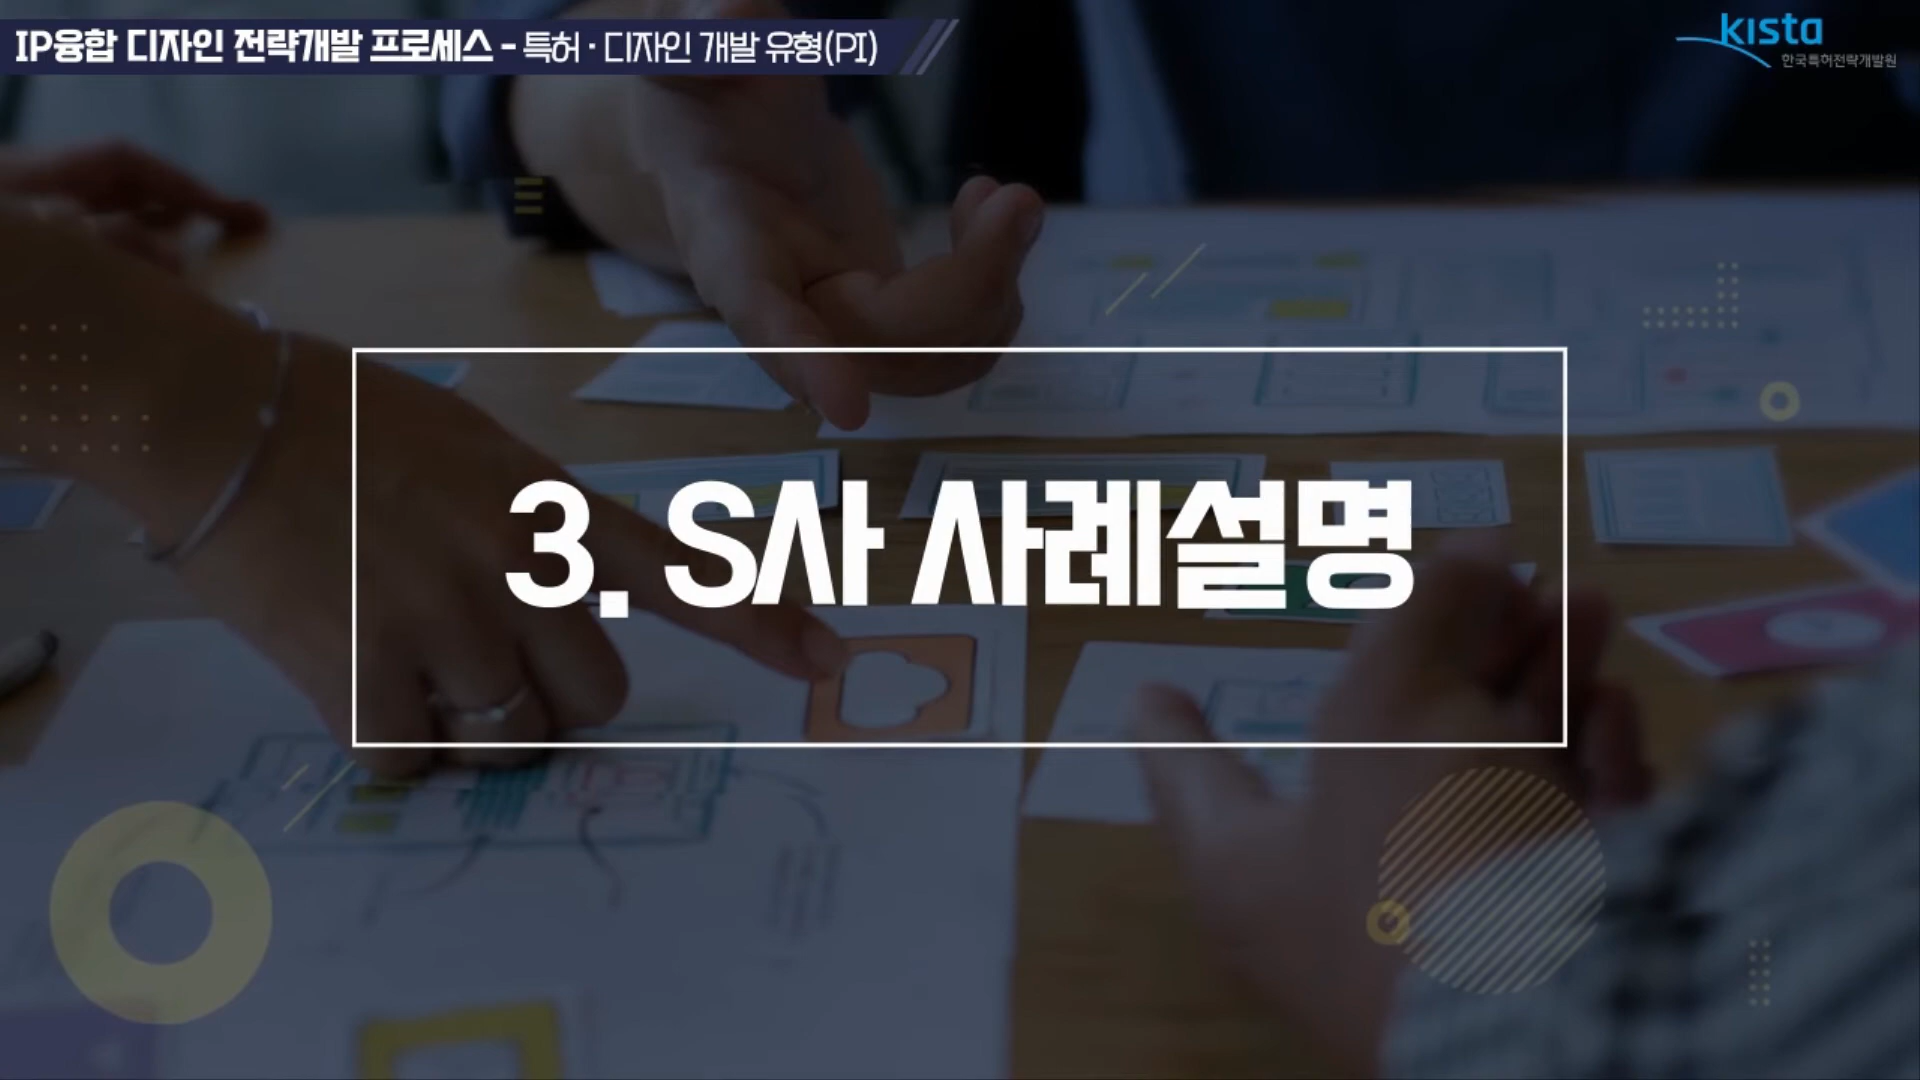 IP융합 디자인 전략개발 프로세스 - 특허 · 디자인 개발 유형(PI)
kista
한국특허전략개발원
3. S사 사례설명